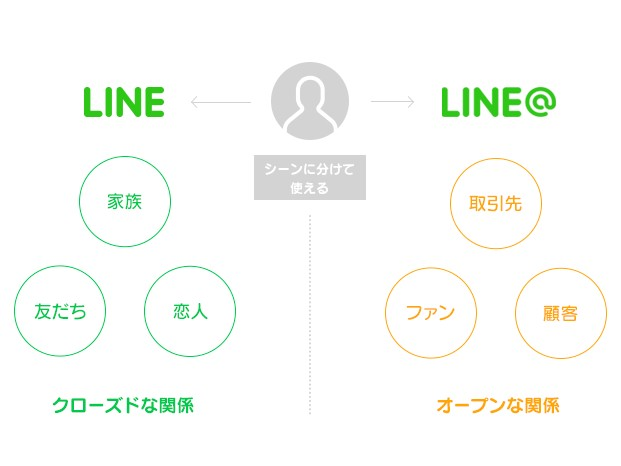 LINE
LINE@
シーンに分けて
使える
家族
友だち
恋人
クローズドな関係
取引先
ファン
顧客
オープンな関係